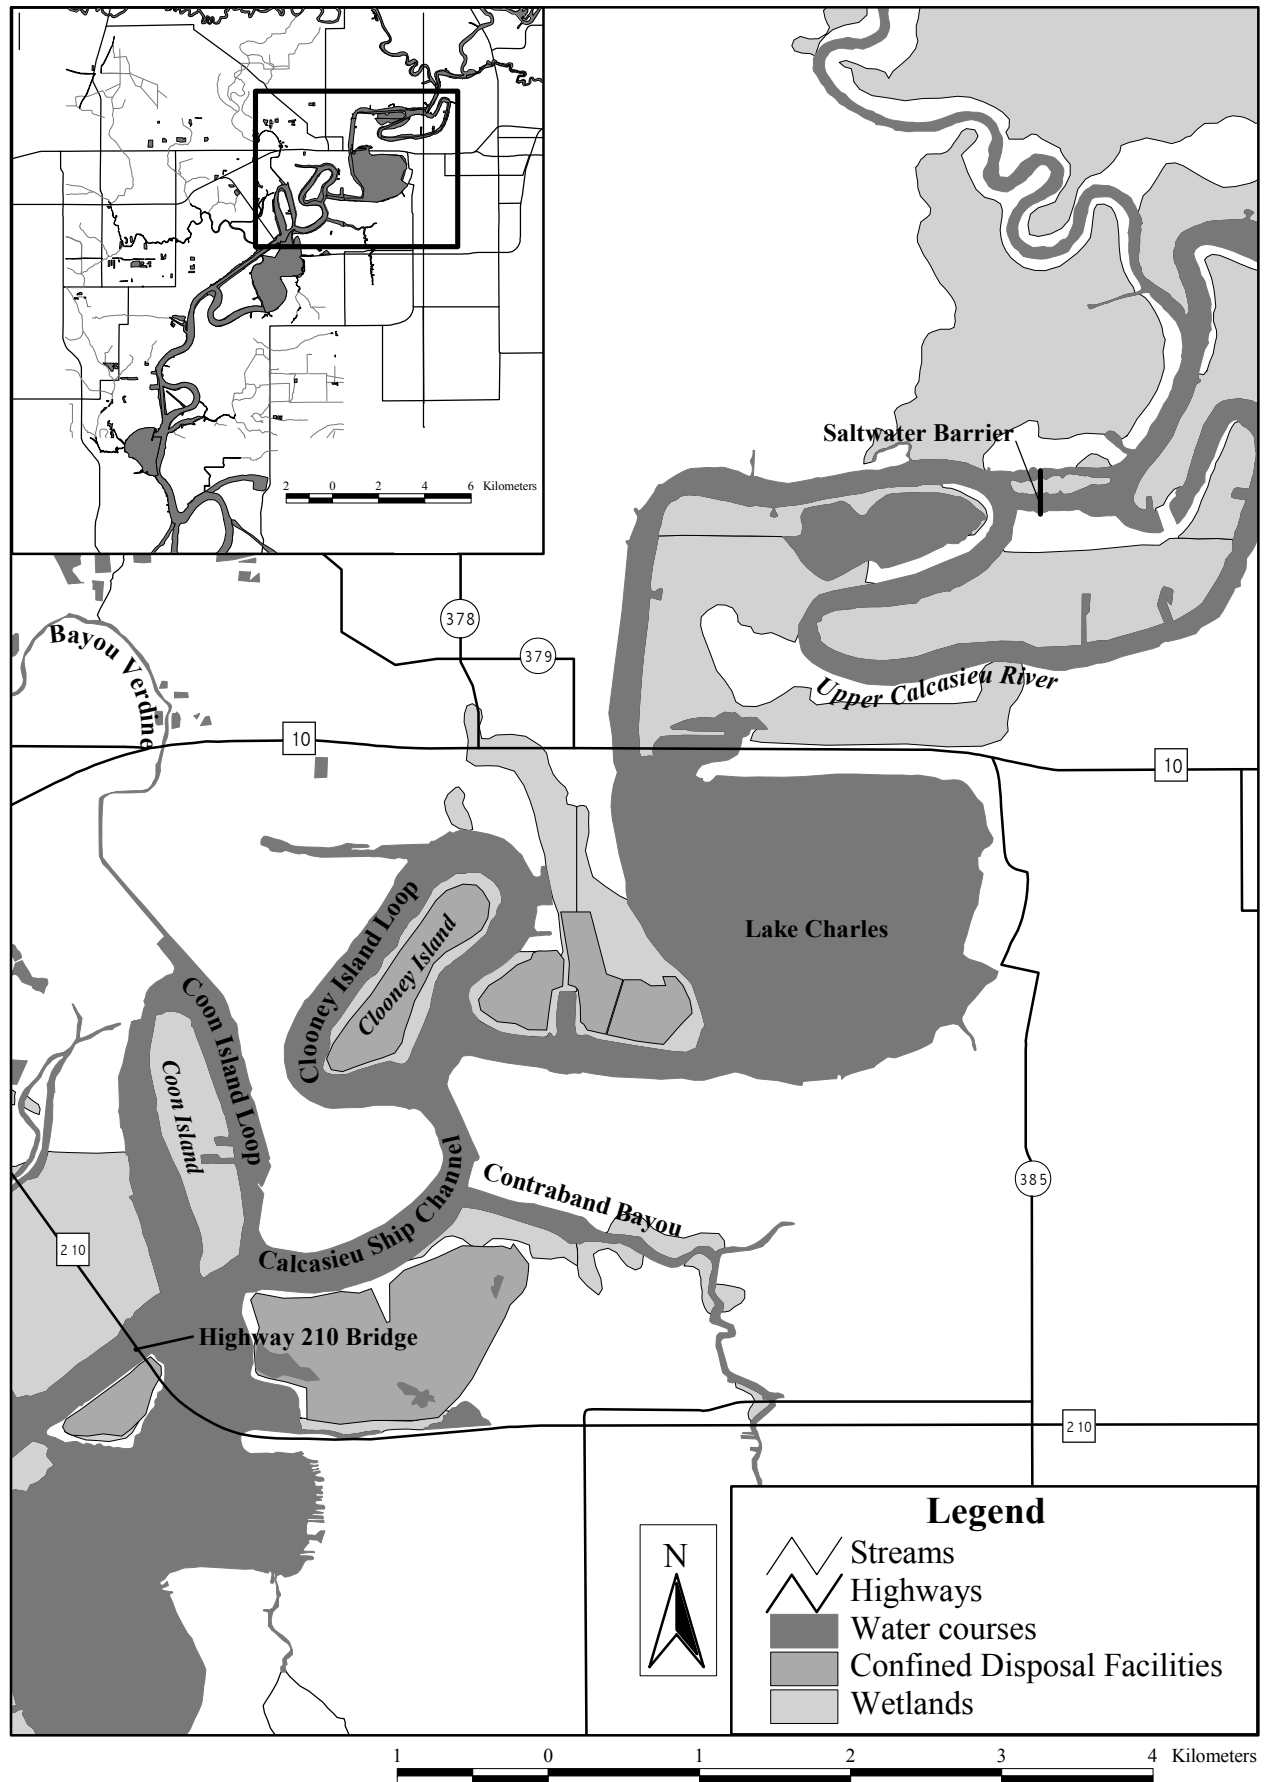 2 0 2 4 6 Kilometers
Saltwater Barrier
378
Bayou Verdine
379
Upper Calcasieu River
10
10
Lake Charles
Clooney Island Loop
Clooney Island
Coon Island Loop
Coon Island
Calcasieu Ship Channel
Contraband Bayou
385
210
Highway 210 Bridge
210
Legend
N
Streams
Highways
Water courses
Confined Disposal Facilities
Wetlands
1 0 1 2 3 4 Kilometers